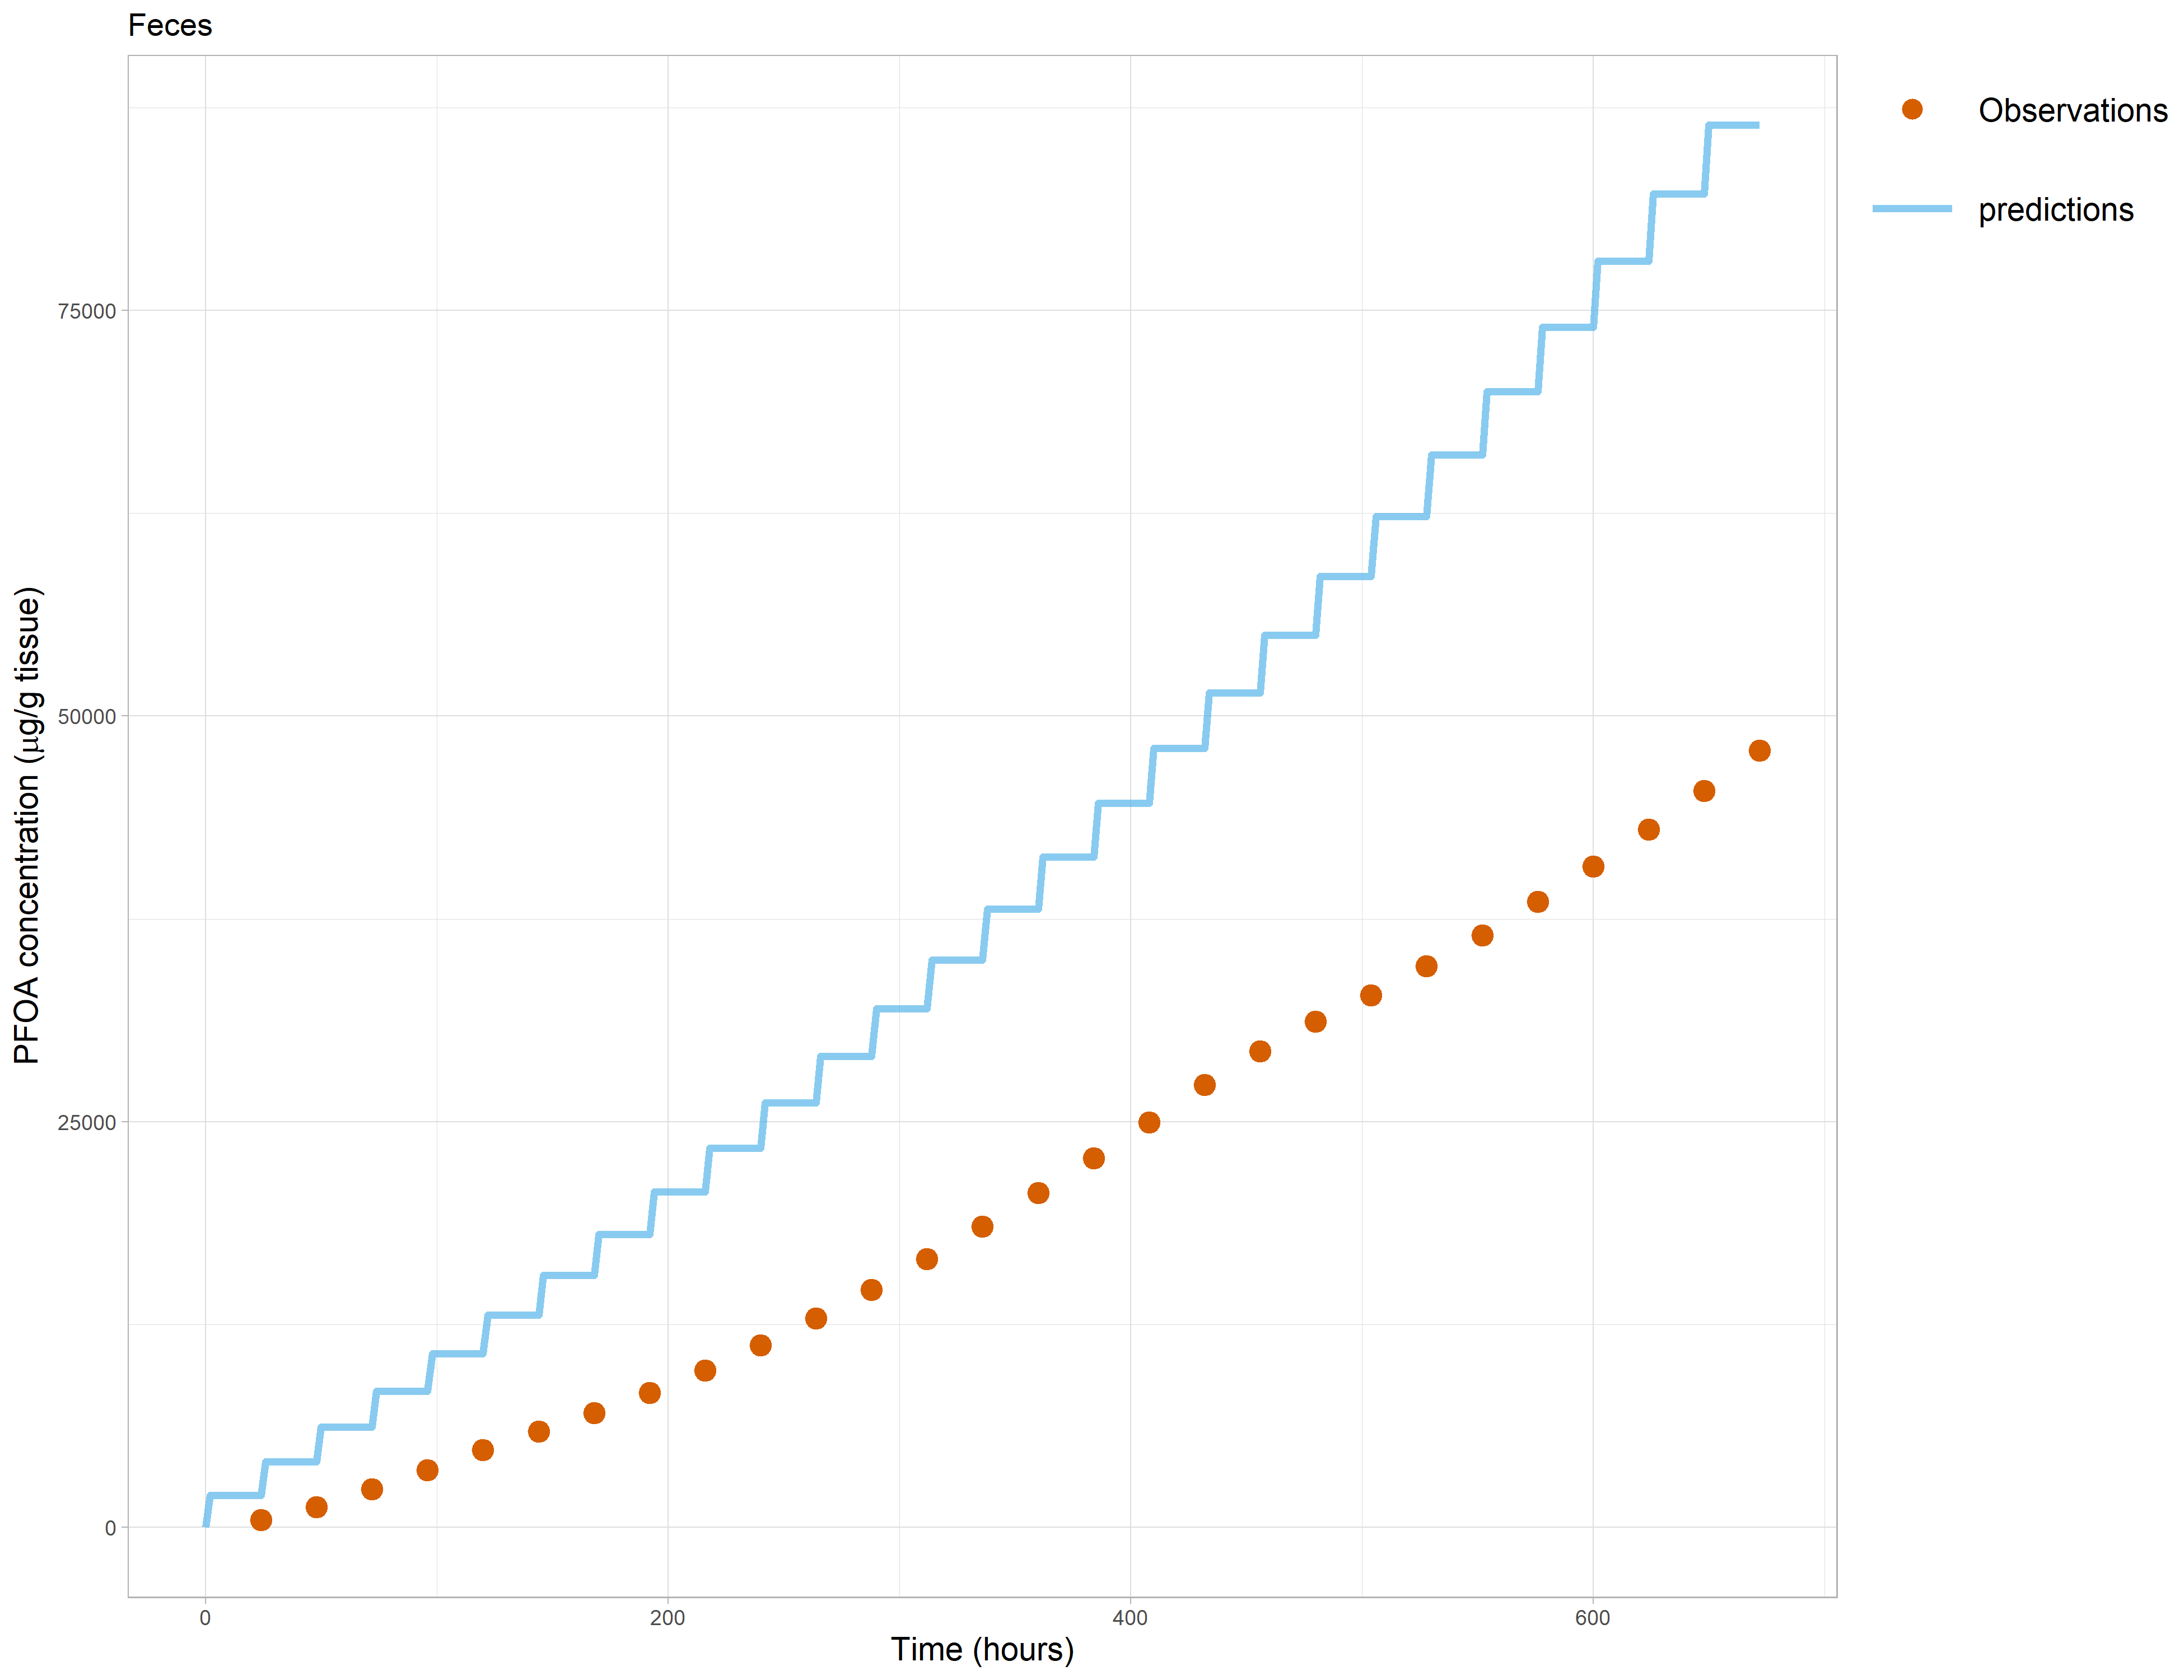 Feces
Observations
predictions
PFOA concentration (μg/g tissue)
75000
50000
25000
0
0
200
400
600
Time (hours)